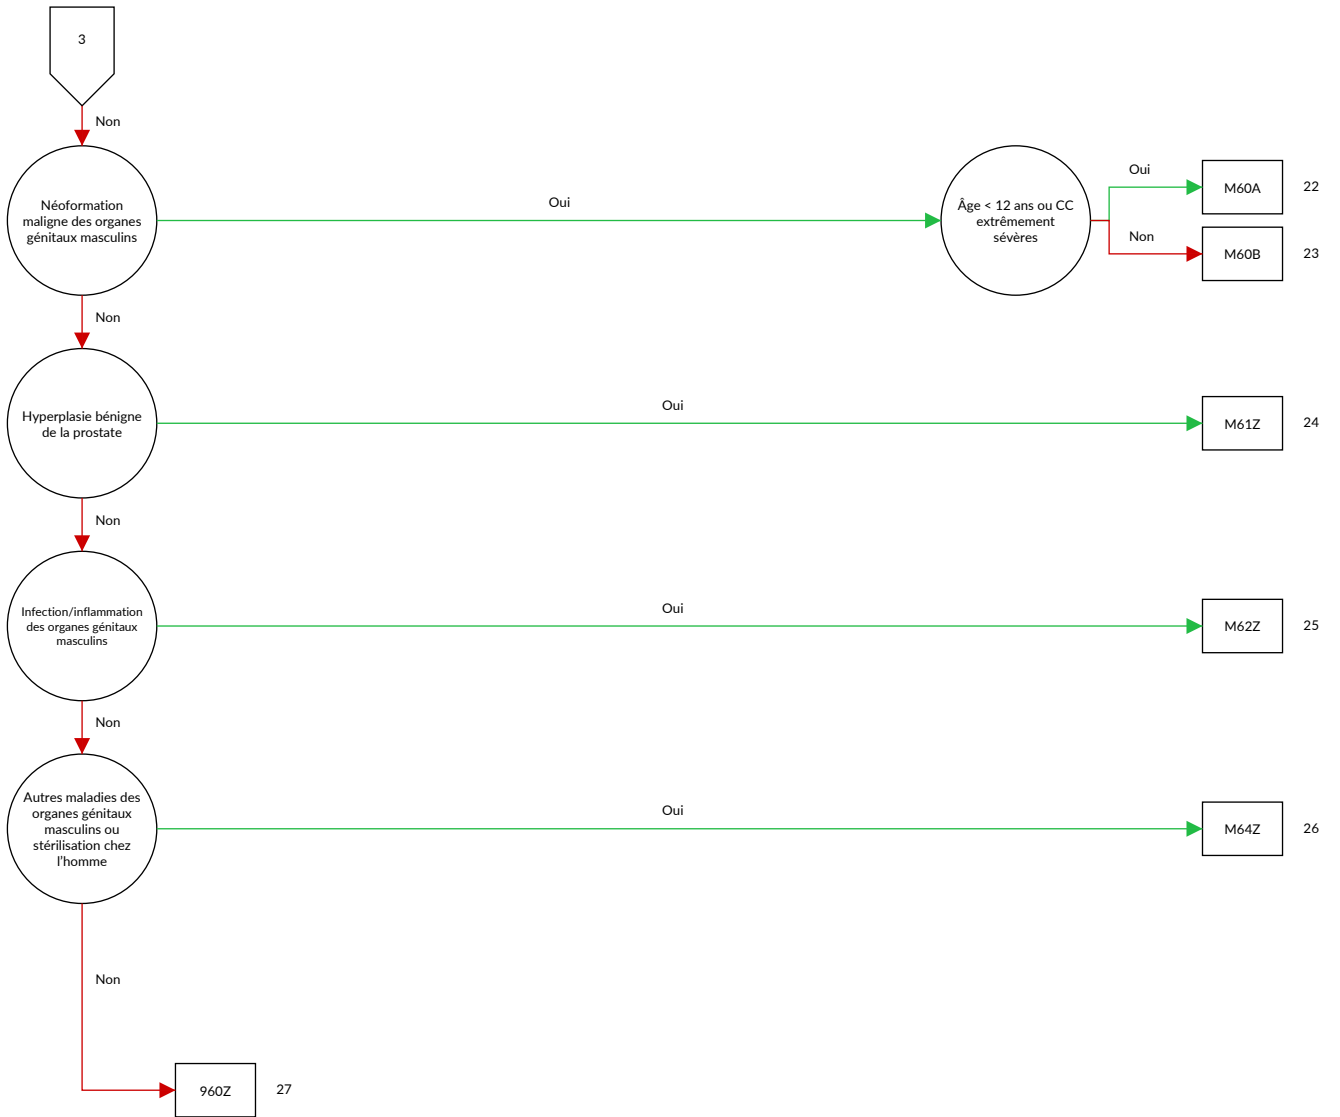 3
Non
Néoformation
maligne des organes
génitaux masculins
Oui
Âge < 12 ans ou CC
extrêmement
sévères
Oui
M60A
22
Non
M60B
23
Non
Hyperplasie bénigne
de la prostate
Oui
M61Z
24
Non
Infection/inflammation
des organes génitaux
masculins
Oui
M62Z
25
Non
Autres maladies des
organes génitaux
masculins ou
stérilisation chez
l'homme
Oui
M64Z
26
Non
960Z
27